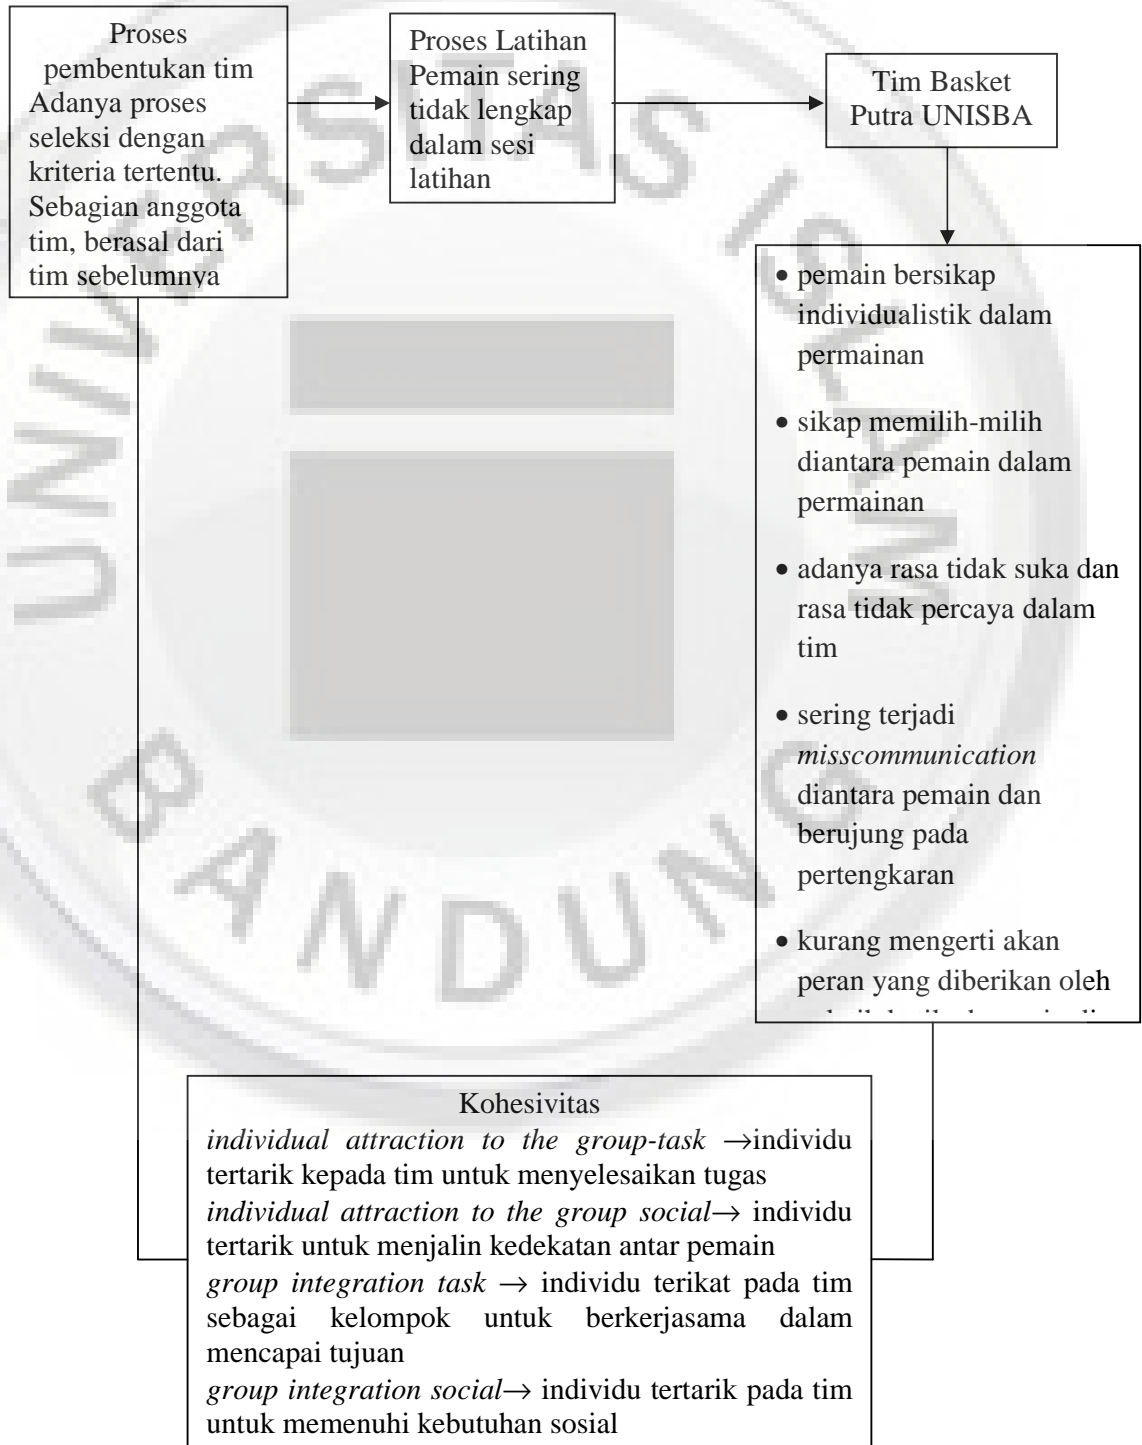 Proses
pembentukan tim
Adanya proses
seleksi dengan
kriteria tertentu.
Sebagian anggota
tim, berasal dari
tim sebelumnya
Proses Latihan
Pemain sering
tidak lengkap
dalam sesi
latihan
Tim Basket
Putra UNISBA
• pemain bersikap
individualistik dalam
permainan
• sikap memilih-milih
diantara pemain dalam
permainan
• adanya rasa tidak suka dan
rasa tidak percaya dalam
tim
• sering terjadi
misscommunication
diantara pemain dan
berujung pada
pertengkaran
• kurang mengerti akan
peran yang diberikan oleh
Kohesivitas
individual attraction to the group-task →individu
tertarik kepada tim untuk menyelesaikan tugas
individual attraction to the group social→ individu
tertarik untuk menjalin kedekatan antar pemain
group integration task → individu terikat pada tim
sebagai kelompok untuk berkerjasama dalam
mencapai tujuan
group integration social→ individu tertarik pada tim
untuk memenuhi kebutuhan sosial
UNIVERSITAS ISLAM
BANDUNG